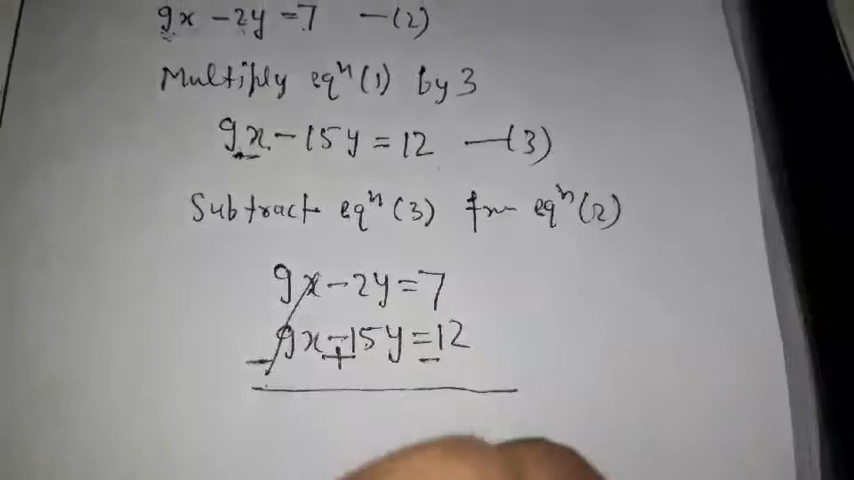 9x - 2y = 7 —(2)
Multiply eqⁿ(1) by 3
9x - 15y = 12 —(3)
Subtract eqⁿ(3) from eqⁿ(2)
9x - 2y = 7
9x - 15y = 12
- + -